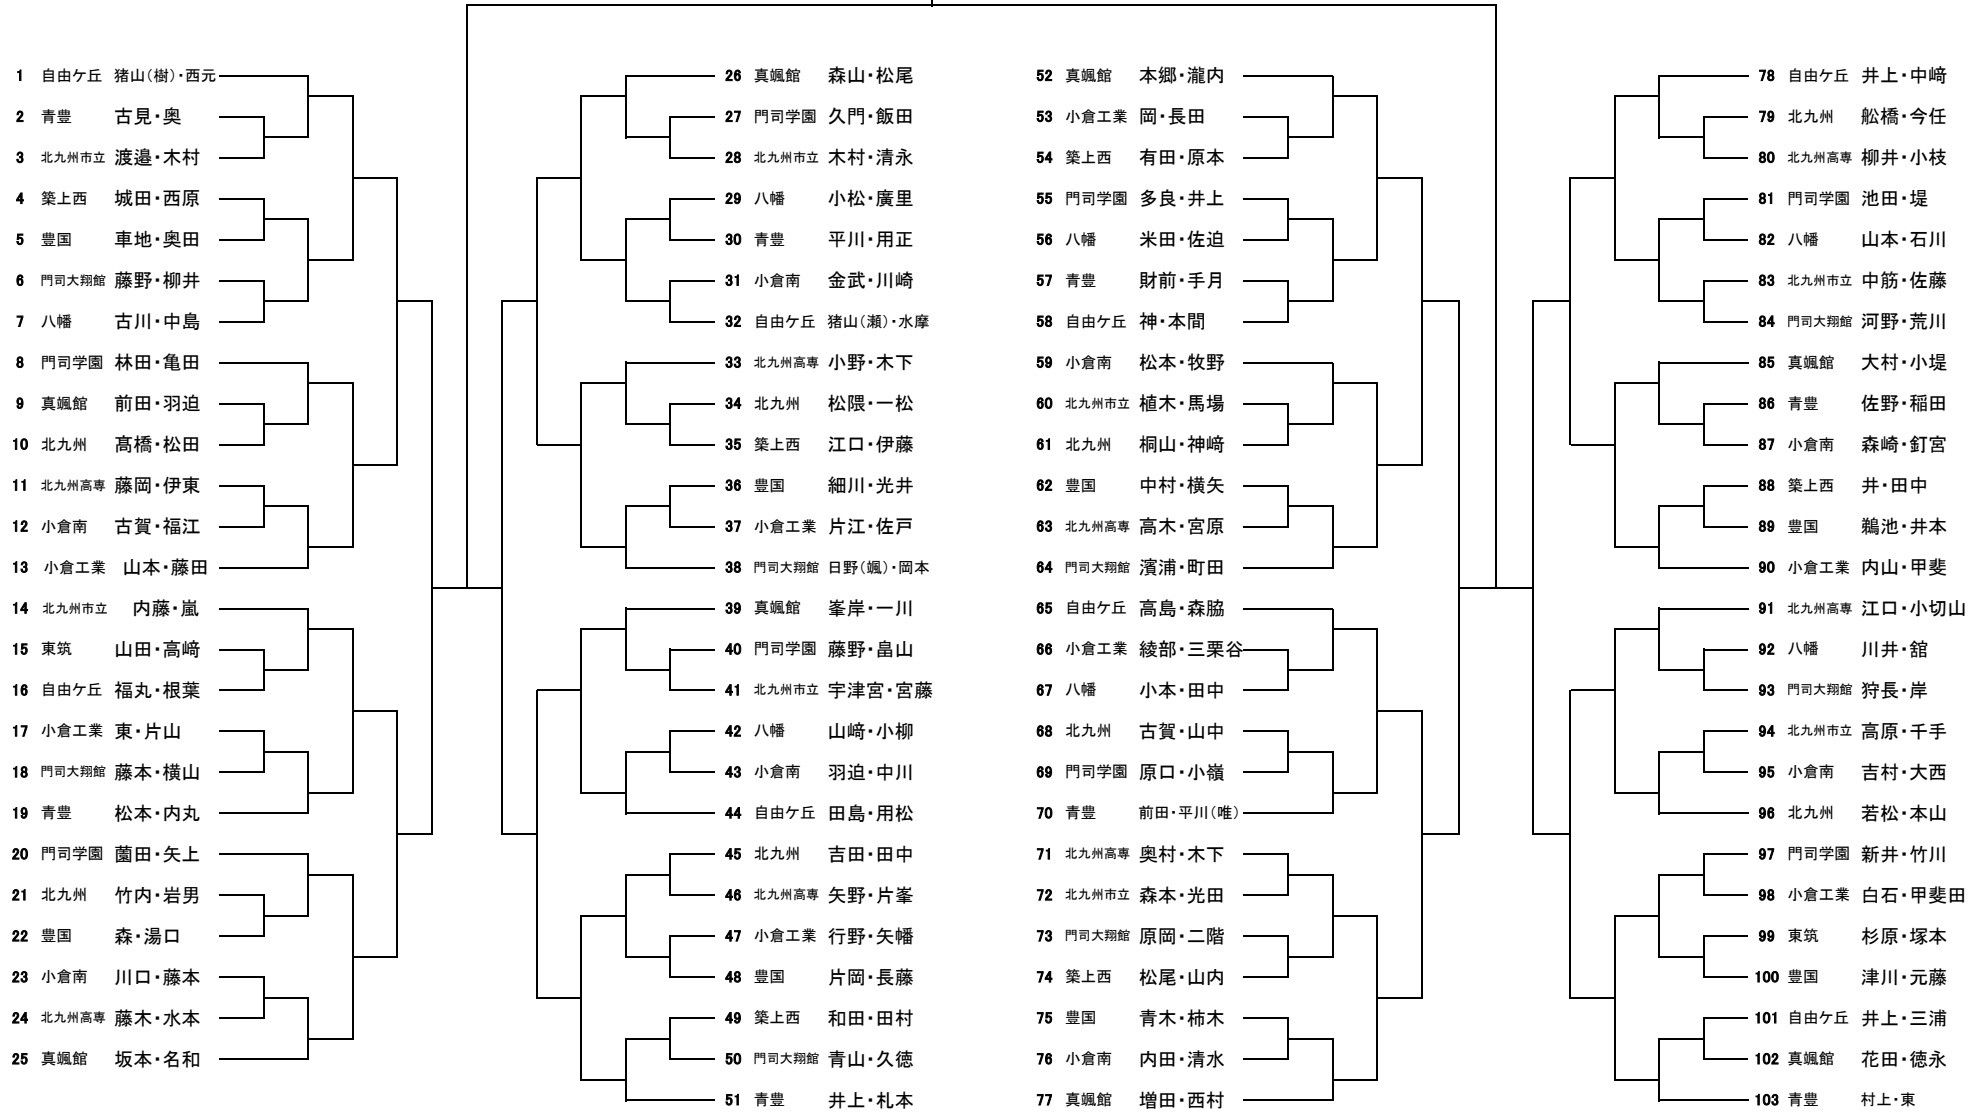 1 自由ケ丘 猪山(樹)・西元
2 青豊 古見・奥
3 北九州市立 渡邉・木村
4 築上西 城田・西原
5 豊国 車地・奥田
6 門司大翔館 藤野・柳井
7 八幡 古川・中島
8 門司学園 林田・亀田
9 真颯館 前田・羽迫
10 北九州 髙橋・松田
11 北九州高専 藤岡・伊東
12 小倉南 古賀・福江
13 小倉工業 山本・藤田
14 北九州市立 内藤・嵐
15 東筑 山田・高﨑
16 自由ケ丘 福丸・根葉
17 小倉工業 東・片山
18 門司大翔館 藤本・横山
19 青豊 松本・内丸
20 門司学園 薗田・矢上
21 北九州 竹内・岩男
22 豊国 森・湯口
23 小倉南 川口・藤本
24 北九州高専 藤木・水本
25 真颯館 坂本・名和
26 真颯館 森山・松尾
27 門司学園 久門・飯田
28 北九州市立 木村・清永
29 八幡 小松・廣里
30 青豊 平川・用正
31 小倉南 金武・川崎
32 自由ケ丘 猪山(瀬)・水摩
33 北九州高専 小野・木下
34 北九州 松隈・一松
35 築上西 江口・伊藤
36 豊国 細川・光井
37 小倉工業 片江・佐戸
38 門司大翔館 日野(颯)・岡本
39 真颯館 峯岸・一川
40 門司学園 藤野・畠山
41 北九州市立 宇津宮・宮藤
42 八幡 山﨑・小柳
43 小倉南 羽迫・中川
44 自由ケ丘 田島・用松
45 北九州 吉田・田中
46 北九州高専 矢野・片峯
47 小倉工業 行野・矢幡
48 豊国 片岡・長藤
49 築上西 和田・田村
50 門司大翔館 青山・久徳
51 青豊 井上・札本
52 真颯館 本郷・瀧内
53 小倉工業 岡・長田
54 築上西 有田・原本
55 門司学園 多良・井上
56 八幡 米田・佐迫
57 青豊 財前・手月
58 自由ケ丘 神・本間
59 小倉南 松本・牧野
60 北九州市立 植木・馬場
61 北九州 桐山・神﨑
62 豊国 中村・横矢
63 北九州高専 高木・宮原
64 門司大翔館 濱浦・町田
65 自由ケ丘 高島・森脇
66 小倉工業 綾部・三栗谷
67 八幡 小本・田中
68 北九州 古賀・山中
69 門司学園 原口・小嶺
70 青豊 前田・平川(唯)
71 北九州高専 奥村・木下
72 北九州市立 森本・光田
73 門司大翔館 原岡・二階
74 築上西 松尾・山内
75 豊国 青木・柿木
76 小倉南 内田・清水
77 真颯館 増田・西村
78 自由ケ丘 井上・中﨑
79 北九州 舩橋・今任
80 北九州高専 柳井・小枝
81 門司学園 池田・堤
82 八幡 山本・石川
83 北九州市立 中筋・佐藤
84 門司大翔館 河野・荒川
85 真颯館 大村・小堤
86 青豊 佐野・稲田
87 小倉南 森崎・釘宮
88 築上西 井・田中
89 豊国 鵜池・井本
90 小倉工業 内山・甲斐
91 北九州高専 江口・小切山
92 八幡 川井・舘
93 門司大翔館 狩長・岸
94 北九州市立 高原・千手
95 小倉南 吉村・大西
96 北九州 若松・本山
97 門司学園 新井・竹川
98 小倉工業 白石・甲斐田
99 東筑 杉原・塚本
100 豊国 津川・元藤
101 自由ケ丘 井上・三浦
102 真颯館 花田・徳永
103 青豊 村上・東